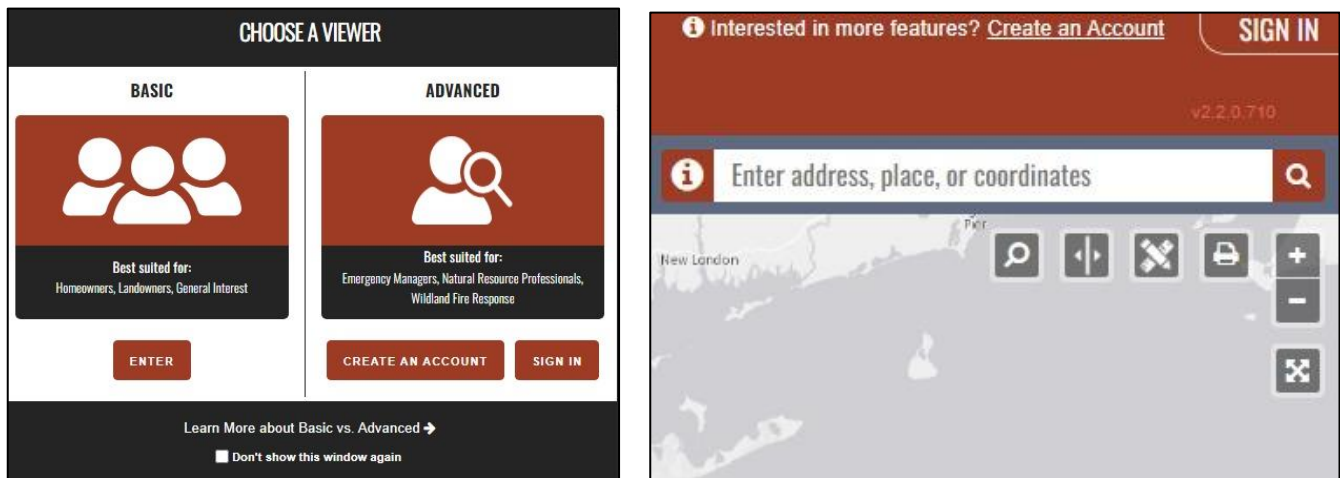 CHOOSE A VIEWER
BASIC
Best suited for:
Homeowners, Landowners, General Interest
ENTER
ADVANCED
Best suited for:
Emergency Managers, Natural Resource Professionals,
Wildland Fire Response
CREATE AN ACCOUNT
SIGN IN
Learn More about Basic vs. Advanced
Don't show this window again
Interested in more features? Create an Account
SIGN IN
v2.2.0.710
Enter address, place, or coordinates
Pier
New London